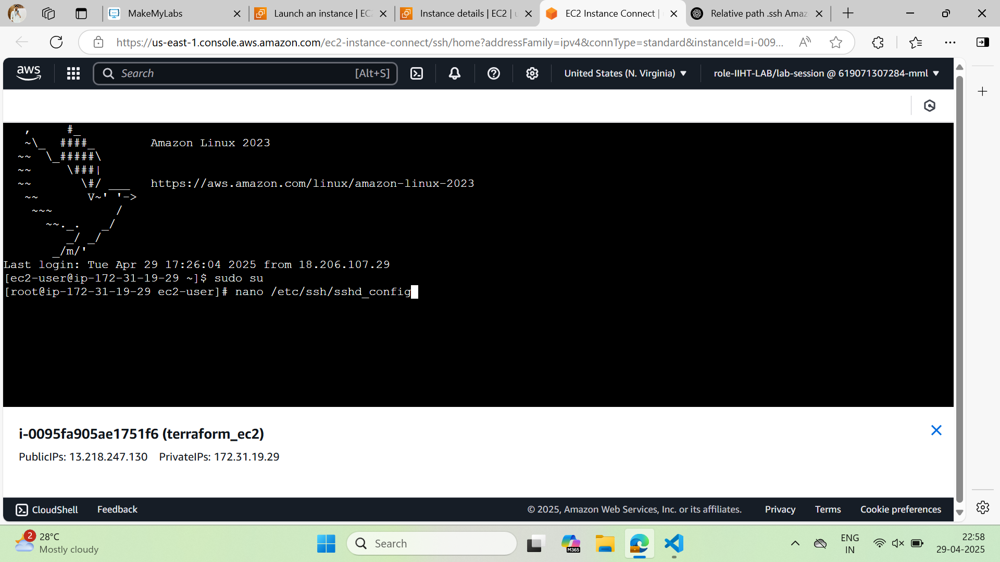 MakeMyLabs
Launch an instance | EC2
Instance details | EC2 | u
EC2 Instance Connect |
Relative path .ssh Amaz
https://us-east-1.console.aws.amazon.com/ec2-instance-connect/ssh/home?addressFamily=ipv4&connType=standard&instanceId=i-009...
aws
Search
[Alt+S]
United States (N. Virginia)
role-IIHT-LAB/lab-session @ 619071307284-mml
   ,     #_
   ~\_  ####_        Amazon Linux 2023
  ~~  \_#####\
  ~~     \###|
  ~~       \#/ ___   https://aws.amazon.com/linux/amazon-linux-2023
   ~~       V~' '->
    ~~~         /
      ~~._.   _/
         _/ _/
       _/m/'
Last login: Tue Apr 29 17:26:04 2025 from 18.206.107.29
[ec2-user@ip-172-31-19-29 ~]$ sudo su
[root@ip-172-31-19-29 ec2-user]# nano /etc/ssh/sshd_config
i-0095fa905ae1751f6 (terraform_ec2)
PublicIPs: 13.218.247.130 PrivateIPs: 172.31.19.29
CloudShell
Feedback
© 2025, Amazon Web Services, Inc. or its affiliates.
Privacy
Terms
Cookie preferences
2
28°C
Mostly cloudy
Search
M365
ENG
IN
22:58
29-04-2025